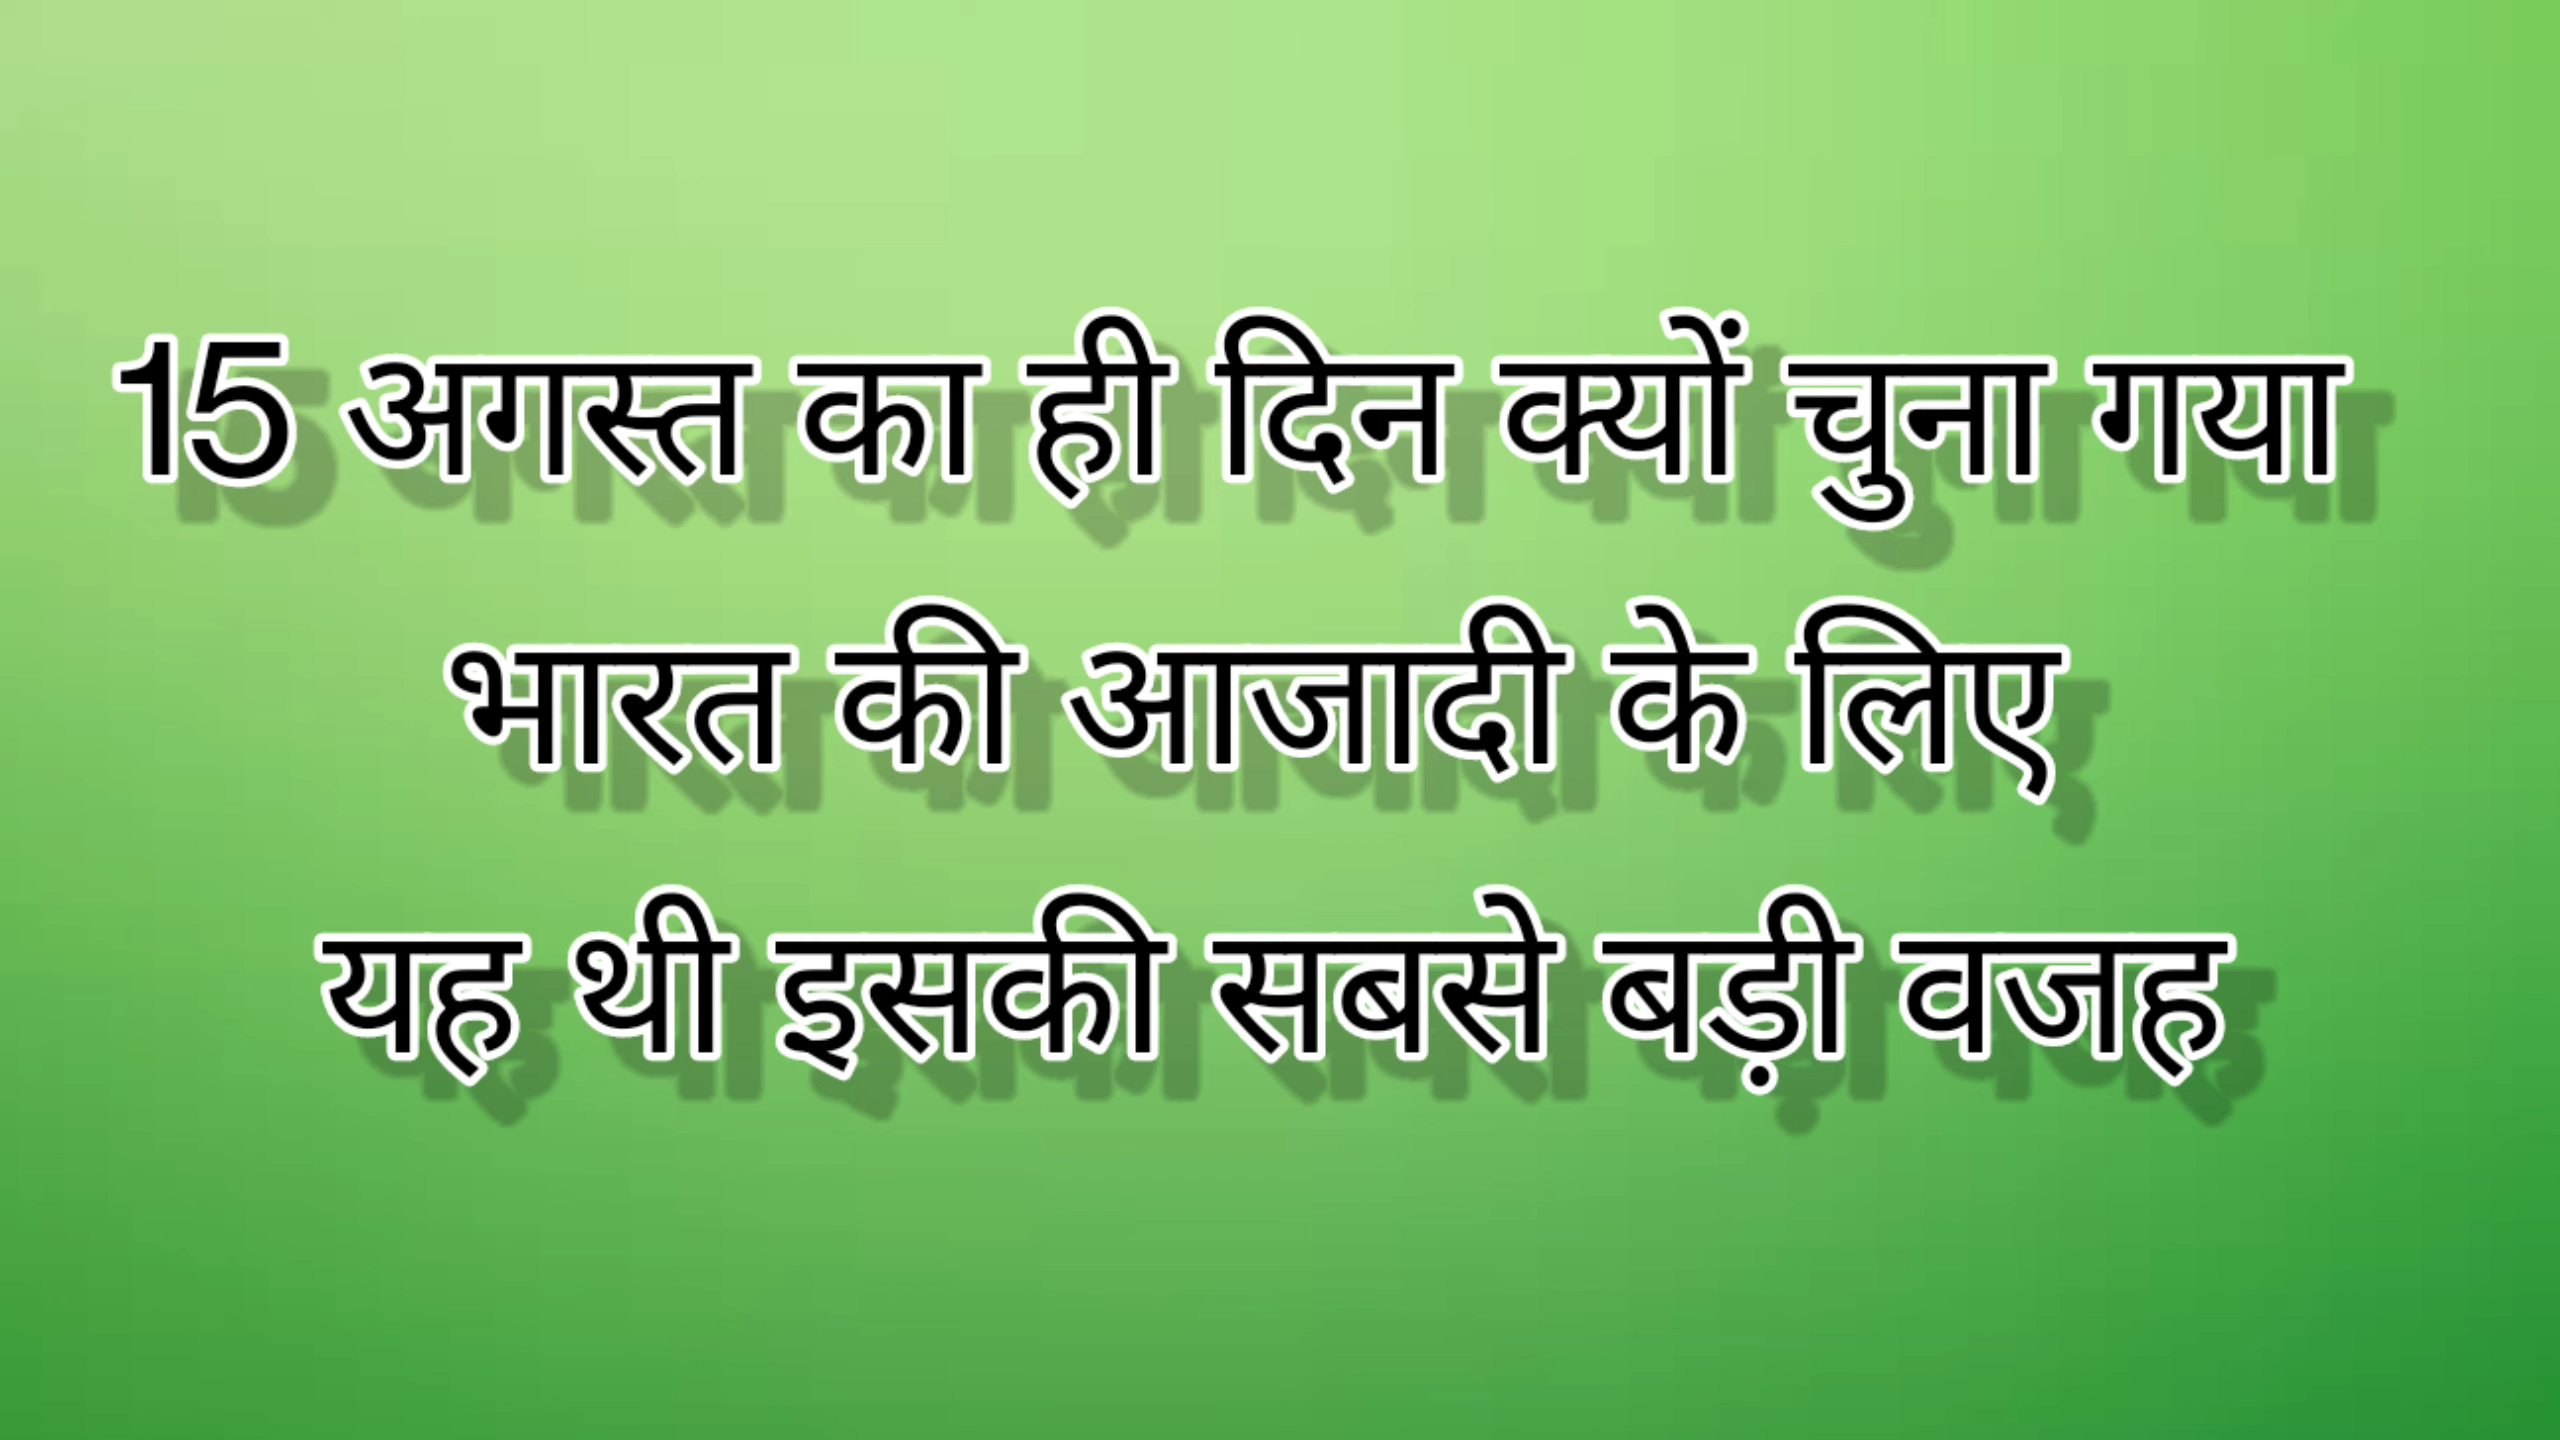 15 अगस्त का ही दिन क्यों चुना गया
भारत की आजादी के लिए
यह थी इसकी सबसे बड़ी वजह